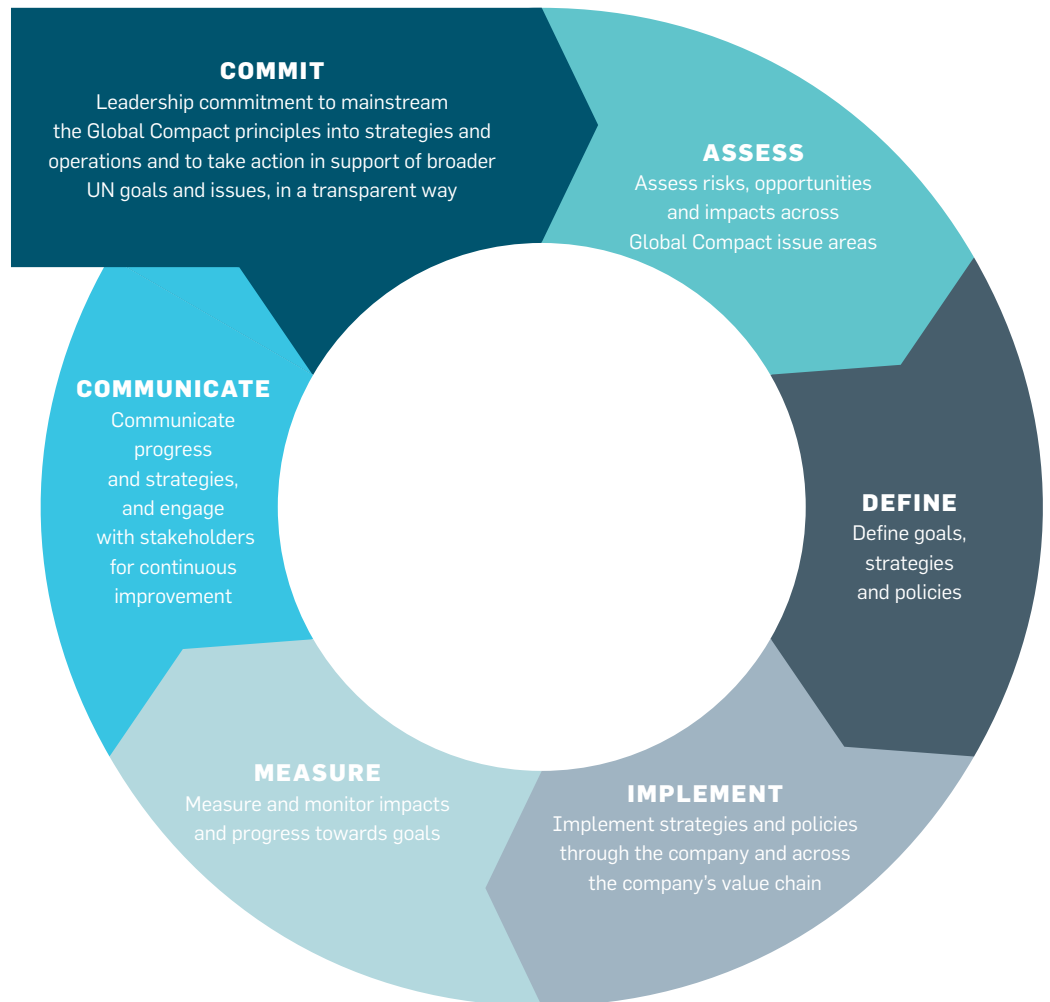 COMMIT
Leadership commitment to mainstream
the Global Compact principles into strategies and
operations and to take action in support of broader
UN goals and issues, in a transparent way
ASSESS
Assess risks, opportunities
and impacts across
Global Compact issue areas
DEFINE
Define goals,
strategies
and policies
IMPLEMENT
Implement strategies and policies
through the company and across
the company’s value chain
MEASURE
Measure and monitor impacts
and progress towards goals
COMMUNICATE
Communicate
progress
and strategies,
and engage
with stakeholders
for continuous
improvement